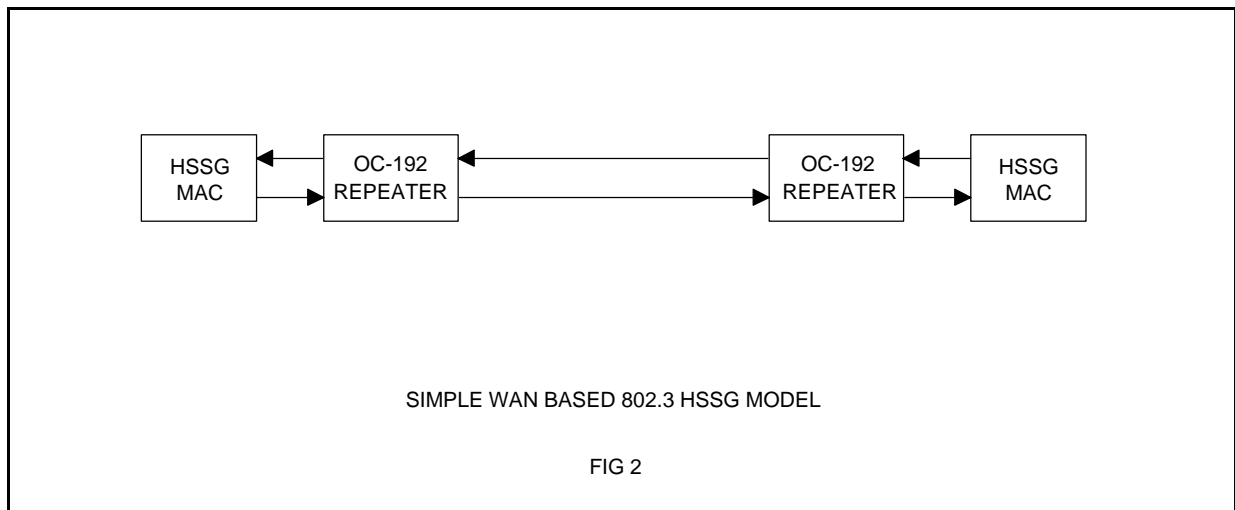 HSSG
MAC
OC-192
REPEATER
OC-192
REPEATER
HSSG
MAC
SIMPLE WAN BASED 802.3 HSSG MODEL
FIG 2